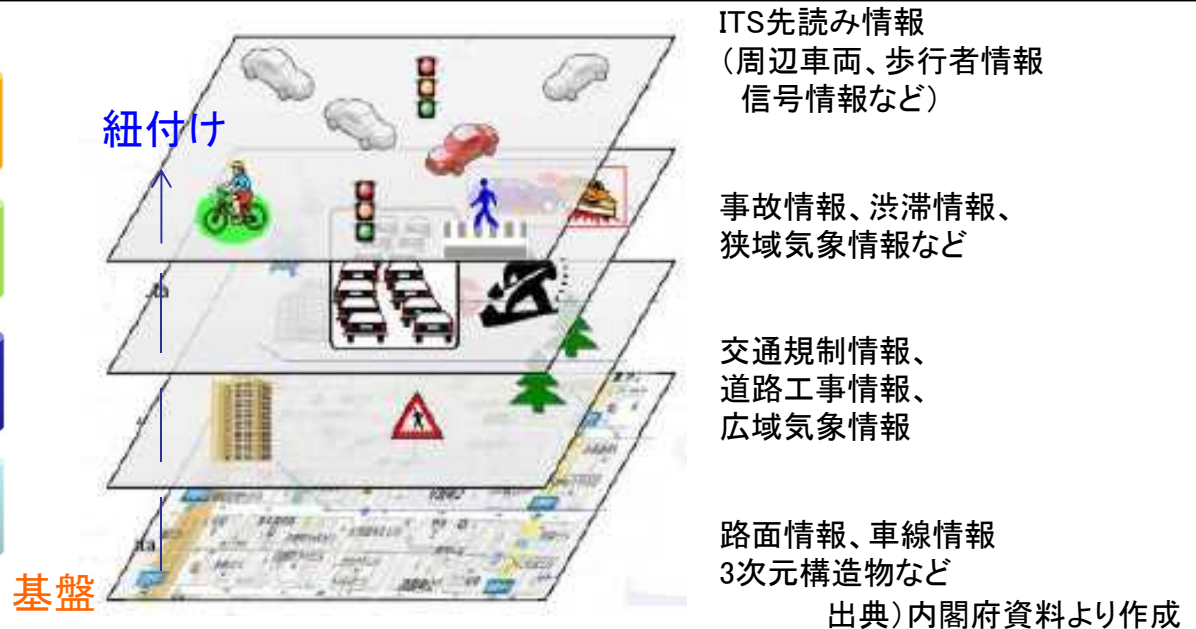 ITS先読み情報
（周辺車両、歩行者情報
信号情報など）
紐付け
事故情報、渋滞情報、
狭域気象情報など
交通規制情報、
道路工事情報、
広域気象情報
路面情報、車線情報
3次元構造物など
基盤
出典）内閣府資料より作成